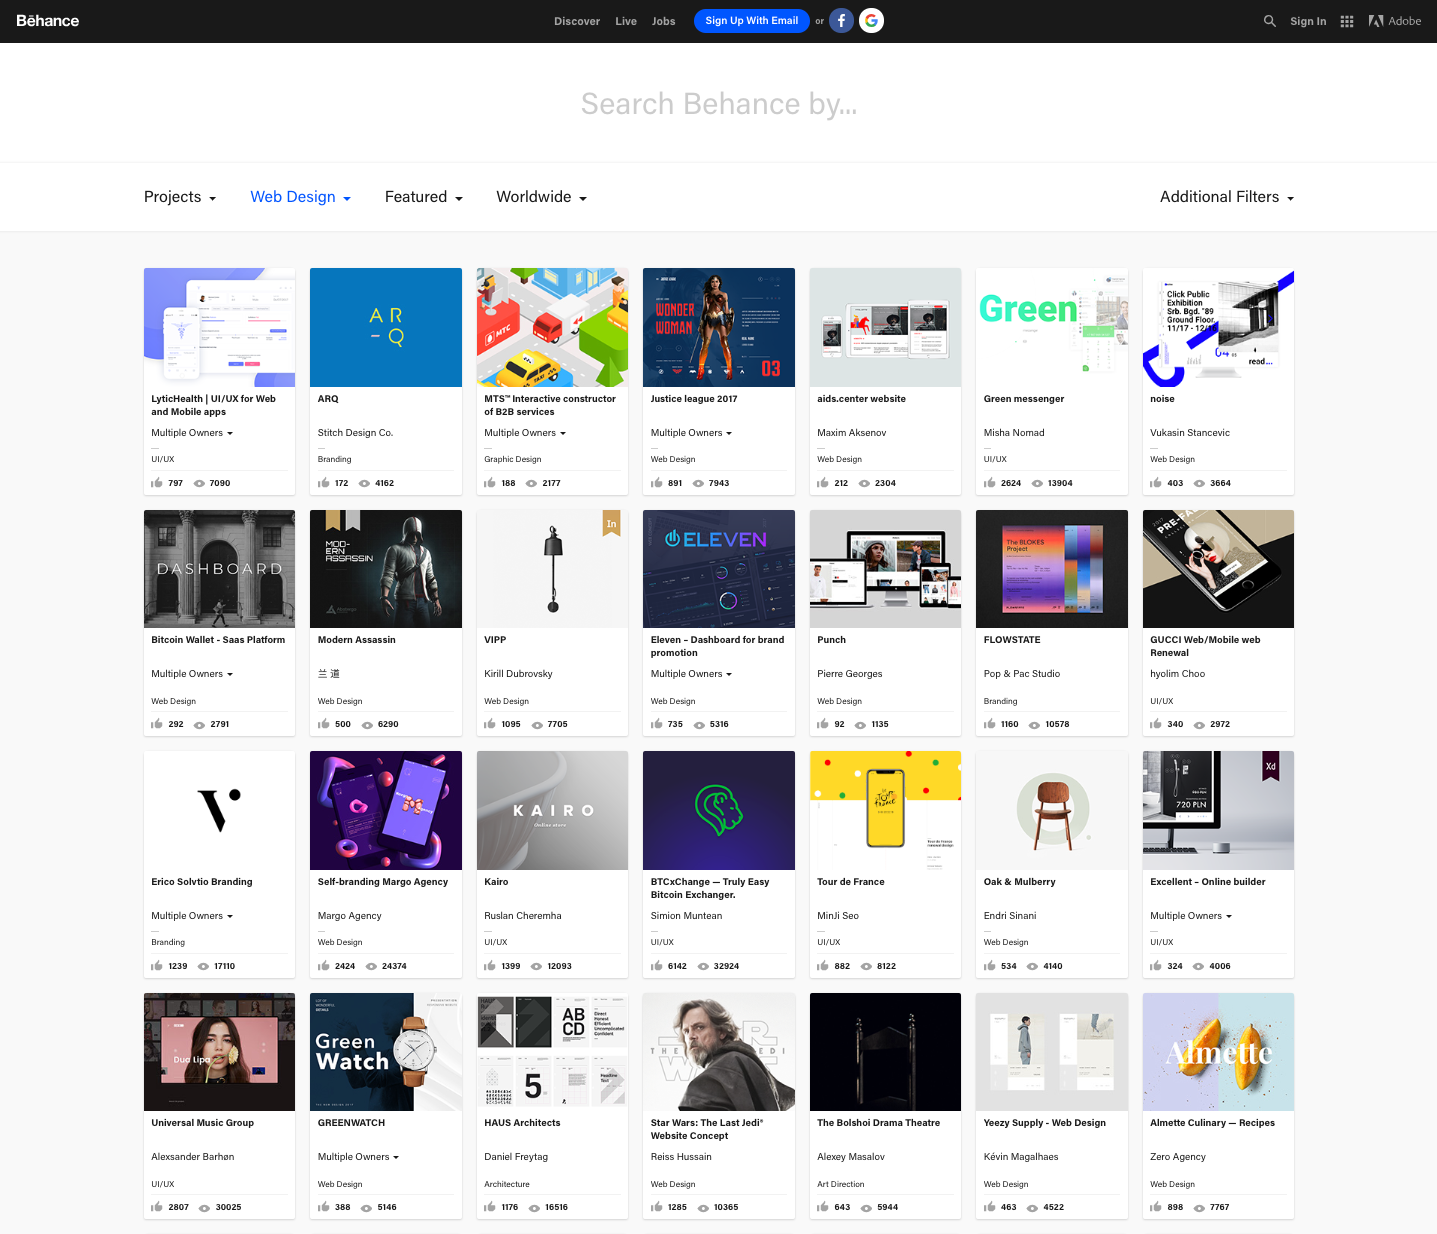 Bēhance
Discover Live Jobs Sign Up With Email or
Sign In
Adobe
Search Behance by...
Projects
Web Design
Featured
Worldwide
Additional Filters
LyticHealth | UI/UX for Web
and Mobile apps
Multiple Owners
UI/UX
797 7090
A R
- Q
ARQ
Stitch Design Co.
Branding
172 4162
МТС
TAXI
MTS™ Interactive constructor
of B2B services
Multiple Owners
Graphic Design
188 2177
WONDER
WOMAN
03
Justice league 2017
Multiple Owners
Web Design
891 7943
aids.center website
Maxim Aksenov
Web Design
212 2304
Green
Green messenger
Misha Nomad
UI/UX
2624 13904
Click Public
Exhibition
Srb. Bgd. "89
Ground Floor.
read...
noise
Vukasin Stancevic
Web Design
403 3664
DASHBOARD
Bitcoin Wallet - Saas Platform
Multiple Owners
Web Design
292 2791
MOD-
ERN
ASSASSIN
Modern Assassin
兰 道
Web Design
500 6290
In
VIPP
Kirill Dubrovsky
Web Design
1095 7705
ELEVEN
Eleven – Dashboard for brand
promotion
Multiple Owners
Web Design
735 5316
Punch
Pierre Georges
Web Design
92 1135
The BLOKES
Project
FLOWSTATE
Pop & Pac Studio
Branding
1160 10578
PRE-FA
GUCCI Web/Mobile web
Renewal
hyolim Choo
UI/UX
340 2972
Erico Solvtio Branding
Multiple Owners
Branding
1239 17110
Self-branding Margo Agency
Margo Agency
Web Design
2424 24374
KAIRO
Online store
Kairo
Ruslan Cheremha
UI/UX
1399 12093
BTCxChange — Truly Easy
Bitcoin Exchanger.
Simion Muntean
UI/UX
6142 32924
Tour de France
MinJi Seo
UI/UX
882 8122
Oak & Mulberry
Endri Sinani
Web Design
534 4140
Xd
720 PLN
Excellent – Online builder
Multiple Owners
UI/UX
324 4006
Dua Lipa
Universal Music Group
Alexsander Barhøn
UI/UX
2807 30025
Green
Watch
GREENWATCH
Multiple Owners
Web Design
388 5146
AB
CD
Direct
Honest
Efficient
Uncomplicated
Confident
5
Headline
Text
HAUS Architects
Daniel Freytag
Architecture
1176 16516
Star Wars: The Last Jedi*
Website Concept
Reiss Hussain
Web Design
1285 10365
The Bolshoi Drama Theatre
Alexey Masalov
Art Direction
643 5944
Yeezy Supply - Web Design
Kévin Magalhaes
Web Design
463 4522
Almette
Almette Culinary — Recipes
Zero Agency
Web Design
898 7767